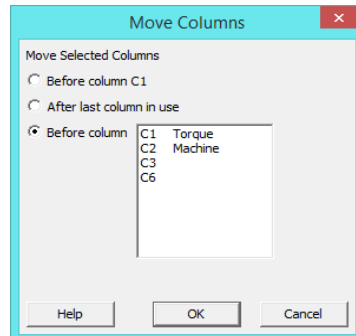 Move Columns
Move Selected Columns
Before column C1
After last column in use
Before column
C1 Torque
C2 Machine
C3
C6
Help OK Cancel